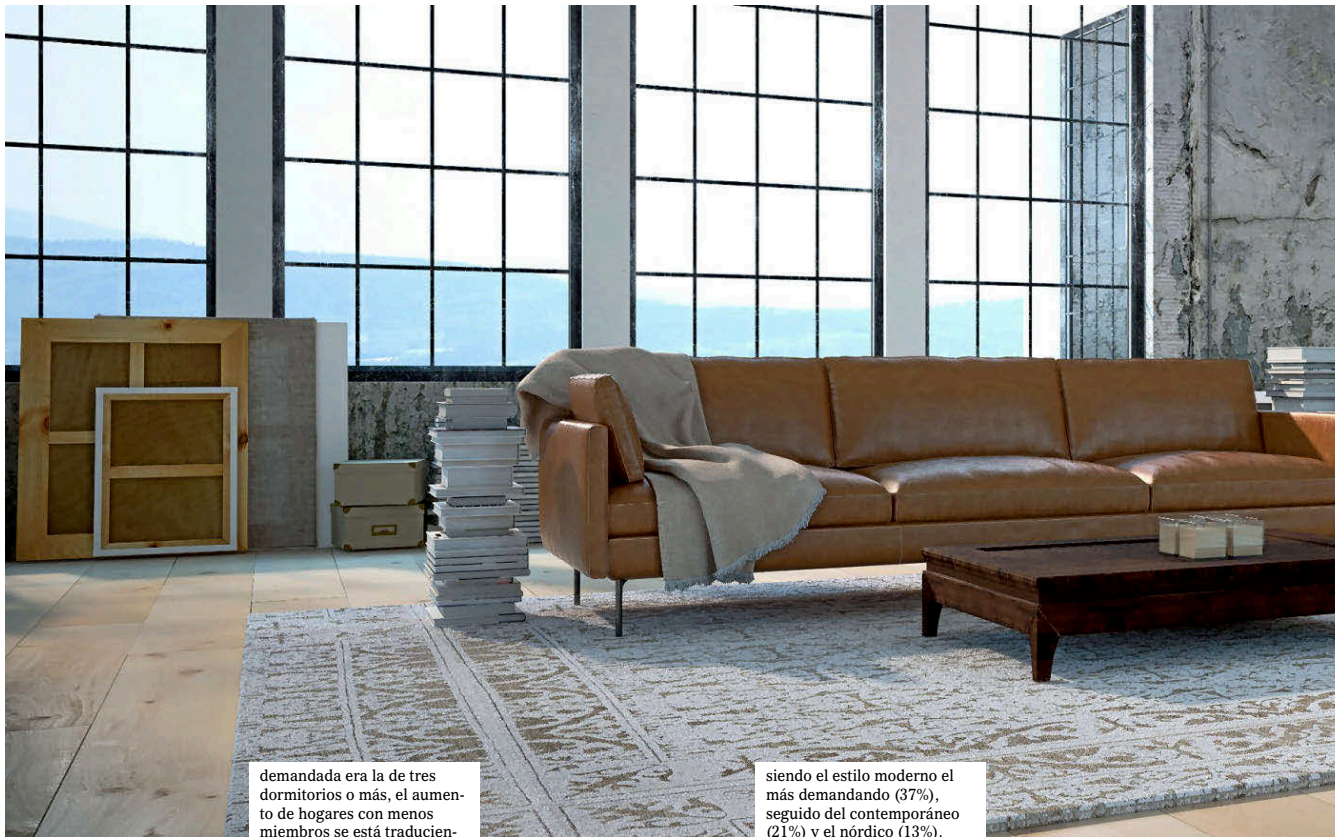 demandada era la de tres
dormitorios o más, el aumen-
to de hogares con menos
miembros se está traducien-
siendo el estilo moderno el
más demandando (37%),
seguido del contemporáneo
(21%) y el nórdico (13%).